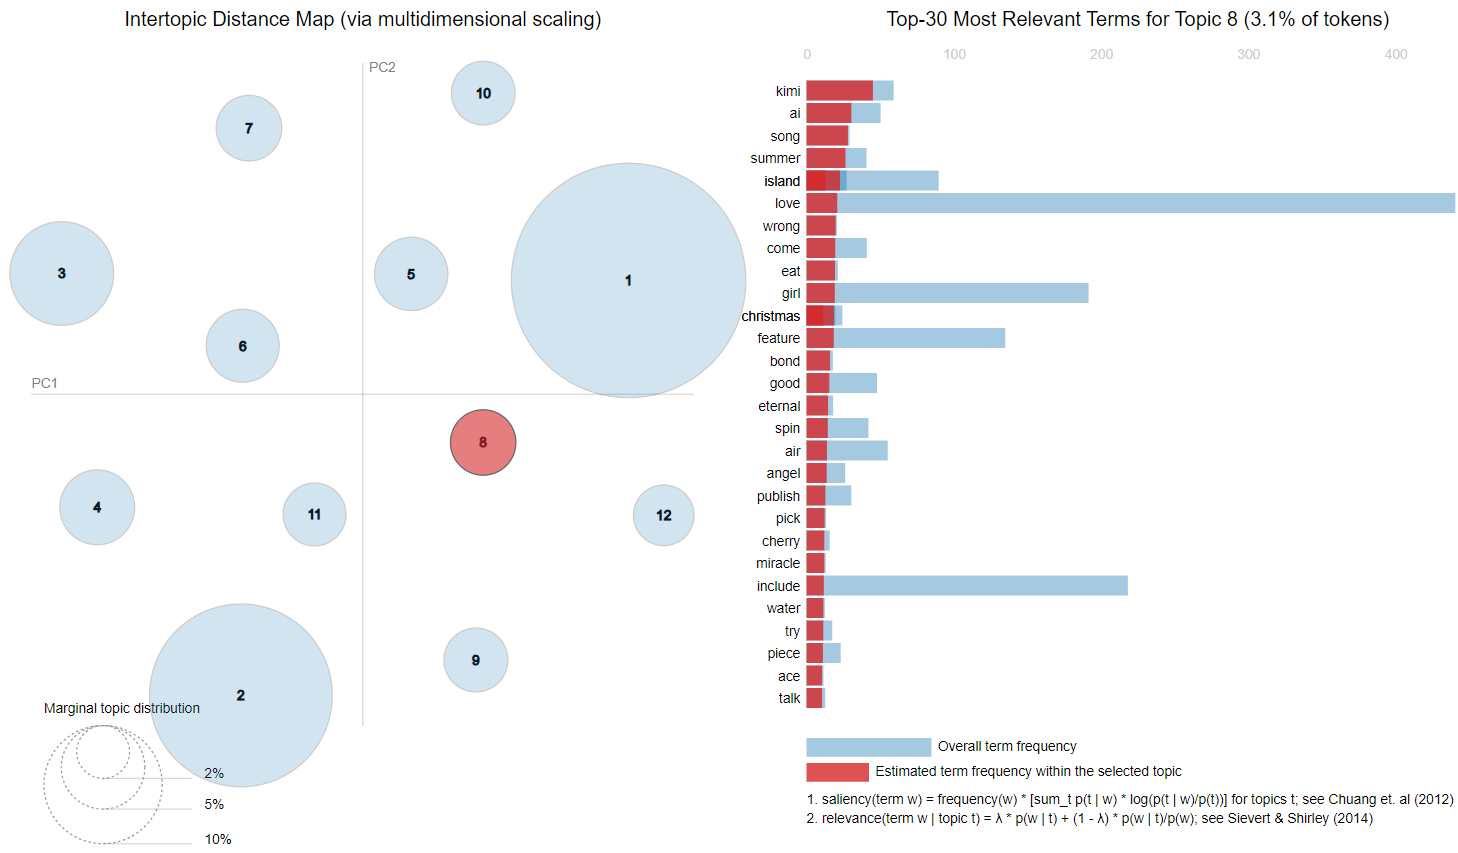 Intertopic Distance Map (via multidimensional scaling)
PC2
PC1
7
10
3
5
1
6
8
4
11
12
9
2
Marginal topic distribution
2%
5%
10%
Top-30 Most Relevant Terms for Topic 8 (3.1% of tokens)
0 100 200 300 400
kimi
ai
song
summer
island
love
wrong
come
eat
girl
christmas
feature
bond
good
eternal
spin
air
angel
publish
pick
cherry
miracle
include
water
try
piece
ace
talk
Overall term frequency
Estimated term frequency within the selected topic
1. saliency(term w) = frequency(w) * [sum_t p(t | w) * log(p(t | w)/p(t))] for topics t; see Chuang et. al (2012)
2. relevance(term w | topic t) = λ * p(w | t) + (1 - λ) * p(w | t)/p(w); see Sievert & Shirley (2014)